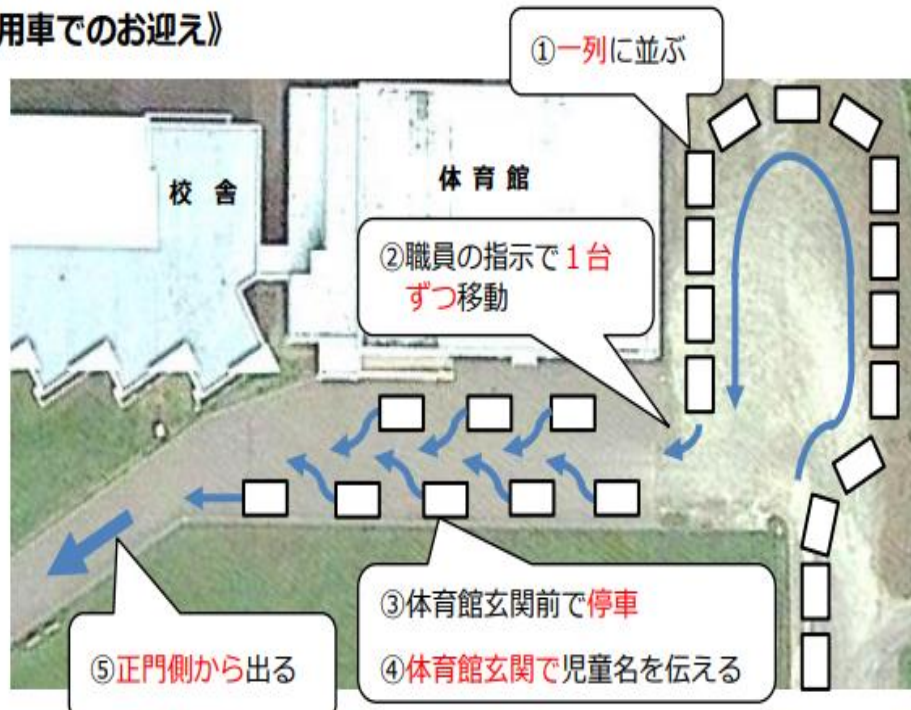 用車でのお迎え》
①一列に並ぶ
校 舎
体 育 館
②職員の指示で１台
ずつ移動
③体育館玄関前で停車
④体育館玄関で児童名を伝える
⑤正門側から出る